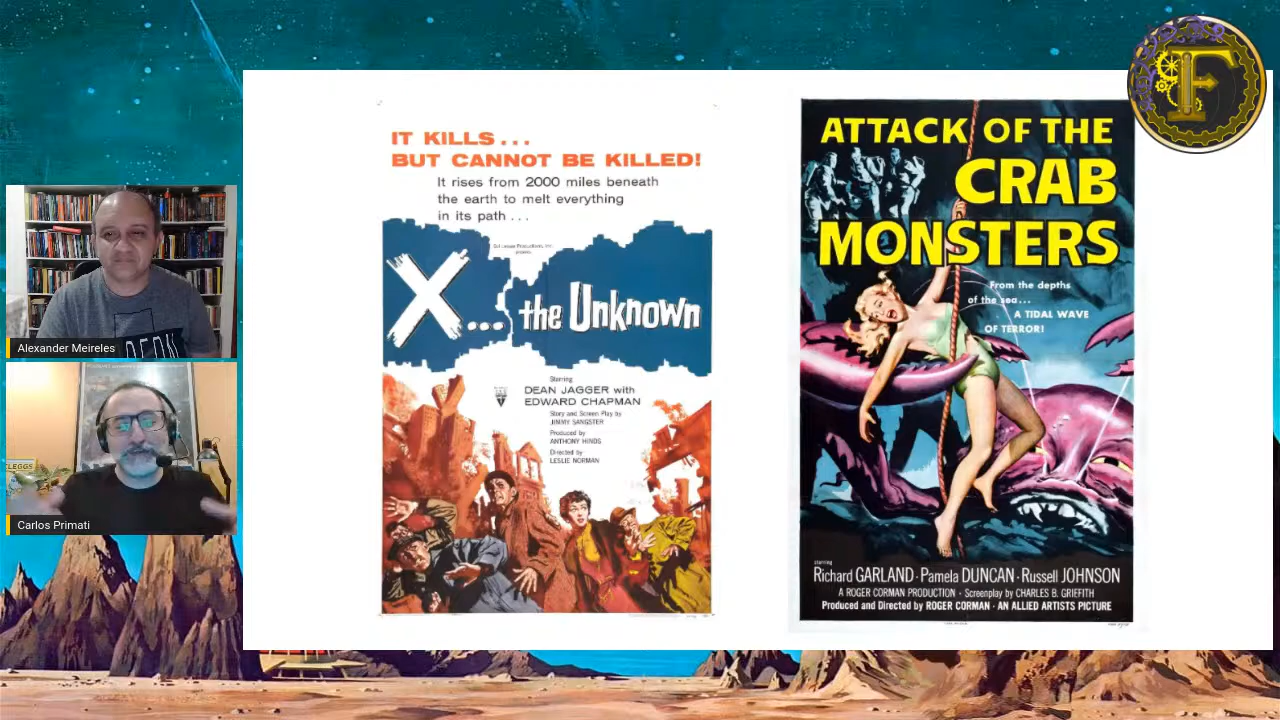 IT KILLS...
BUT CANNOT BE KILLED!
It rises from 2000 miles beneath
the earth to melt everything
in its path...
X... the Unknown
Starring
DEAN JAGGER with
EDWARD CHAPMAN
Story and Screen Play by
JIMMY SANGSTER
Produced by
ANTHONY HINDS
Directed by
LESLIE NORMAN
ATTACK OF THE
CRAB
MONSTERS
From the depths
of the sea...
A TIDAL WAVE
OF TERROR!
starring
Richard GARLAND · Pamela DUNCAN · Russell JOHNSON
A ROGER CORMAN PRODUCTION · Screenplay by CHARLES B. GRIFFITH
Produced and Directed by ROGER CORMAN · AN ALLIED ARTISTS PICTURE
F
Alexander Meireles
CLEGGS
Carlos Primati